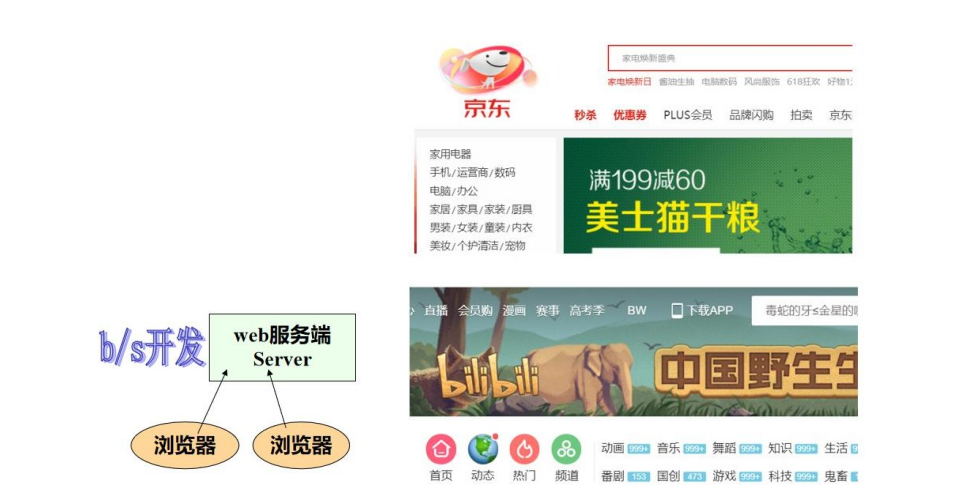 京东
家电焕新盛典
家电焕新日 酱油生抽 电脑数码 风尚服饰 618狂欢 好物1
秒杀 优惠券 PLUS会员 品牌闪购 拍卖 京东
家用电器
手机/运营商/数码
电脑/办公
家居/家具/家装/厨具
男装/女装/童装/内衣
美妆/个护清洁/宠物
满199减60
美士猫干粮
直播 会员购 漫画 赛事 高考季 BW 下载APP 毒蛇的牙≤金星的
bilibili
中国野生生
首页 动态 热门 频道
动画 999+ 音乐 999+ 舞蹈 999+ 知识 999+ 生活
番剧 153 国创 473 游戏 999+ 科技 999+ 鬼畜
b/s开发
web服务端
Server
浏览器 浏览器